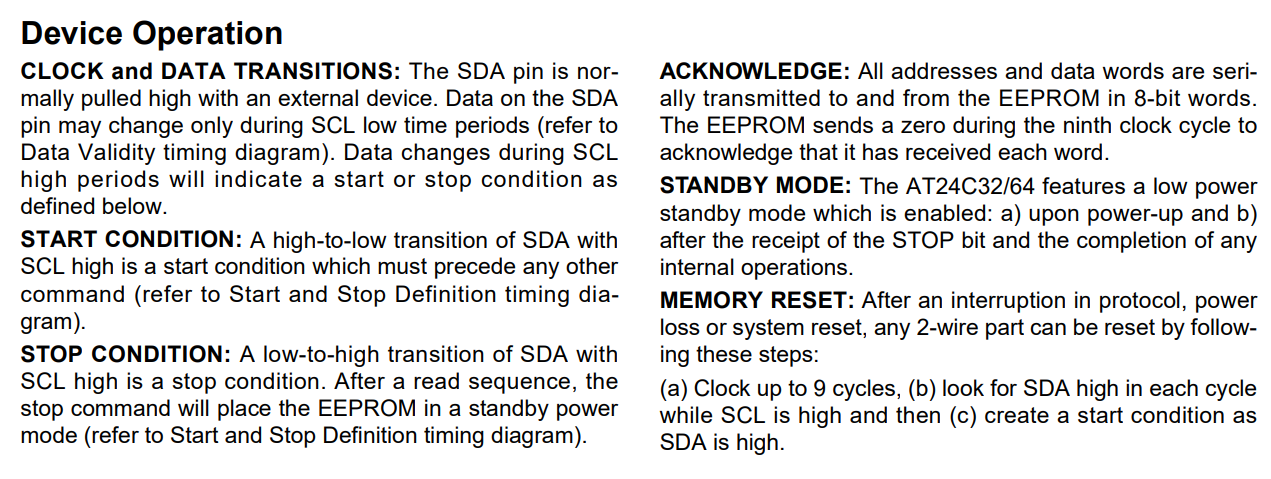 Device Operation
CLOCK and DATA TRANSITIONS: The SDA pin is nor-
mally pulled high with an external device. Data on the SDA
pin may change only during SCL low time periods (refer to
Data Validity timing diagram). Data changes during SCL
high periods will indicate a start or stop condition as
defined below.
START CONDITION: A high-to-low transition of SDA with
SCL high is a start condition which must precede any other
command (refer to Start and Stop Definition timing dia-
gram).
STOP CONDITION: A low-to-high transition of SDA with
SCL high is a stop condition. After a read sequence, the
stop command will place the EEPROM in a standby power
mode (refer to Start and Stop Definition timing diagram).
ACKNOWLEDGE: All addresses and data words are seri-
ally transmitted to and from the EEPROM in 8-bit words.
The EEPROM sends a zero during the ninth clock cycle to
acknowledge that it has received each word.
STANDBY MODE: The AT24C32/64 features a low power
standby mode which is enabled: a) upon power-up and b)
after the receipt of the STOP bit and the completion of any
internal operations.
MEMORY RESET: After an interruption in protocol, power
loss or system reset, any 2-wire part can be reset by follow-
ing these steps:
(a) Clock up to 9 cycles, (b) look for SDA high in each cycle
while SCL is high and then (c) create a start condition as
SDA is high.